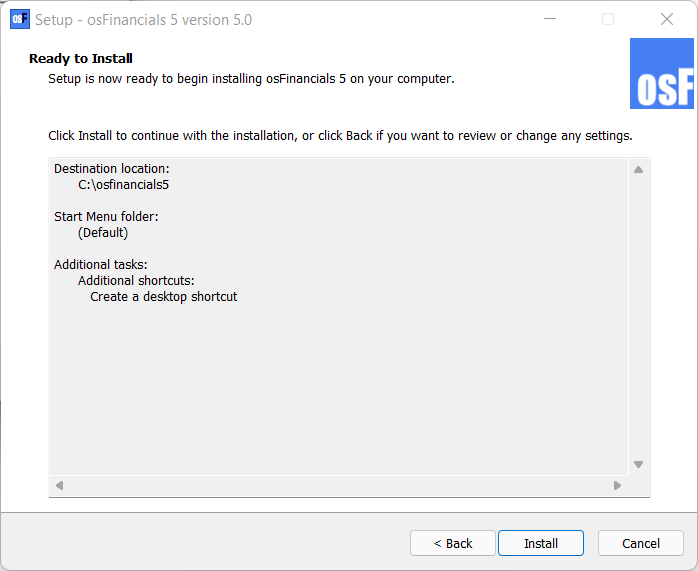 osF
Setup - osFinancials 5 version 5.0
Ready to Install
Setup is now ready to begin installing osFinancials 5 on your computer.
osF
Click Install to continue with the installation, or click Back if you want to review or change any settings.
Destination location:
C:\osfinancials5
Start Menu folder:
(Default)
Additional tasks:
Additional shortcuts:
Create a desktop shortcut
< Back
Install
Cancel